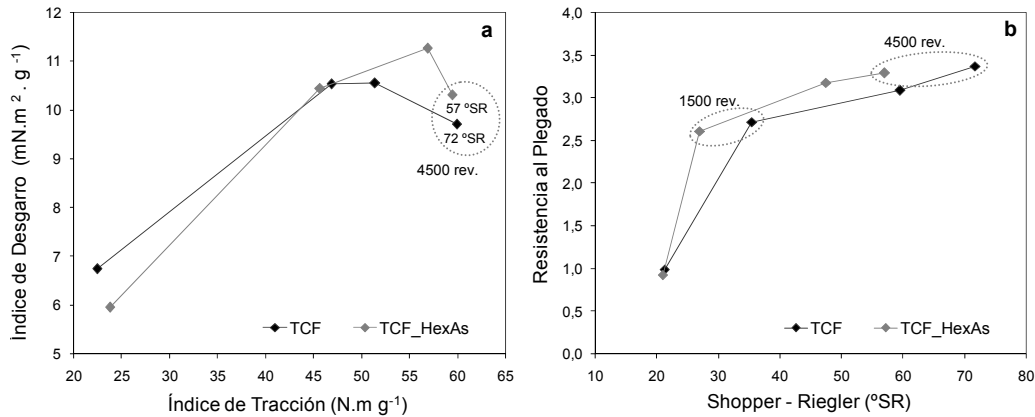 12
11
10
9
8
7
6
5
Índice de Desgarro (mN.m ² . g ⁻¹)
a
57 ºSR
72 ºSR
4500 rev.
TCF
TCF_HexAs
20 25 30 35 40 45 50 55 60 65
Índice de Tracción (N.m g⁻¹)
4,0
3,5
3,0
2,5
2,0
1,5
1,0
0,5
0,0
Resistencia al Plegado
b
4500 rev.
1500 rev.
TCF
TCF_HexAs
10 20 30 40 50 60 70 80
Shopper - Riegler (ºSR)